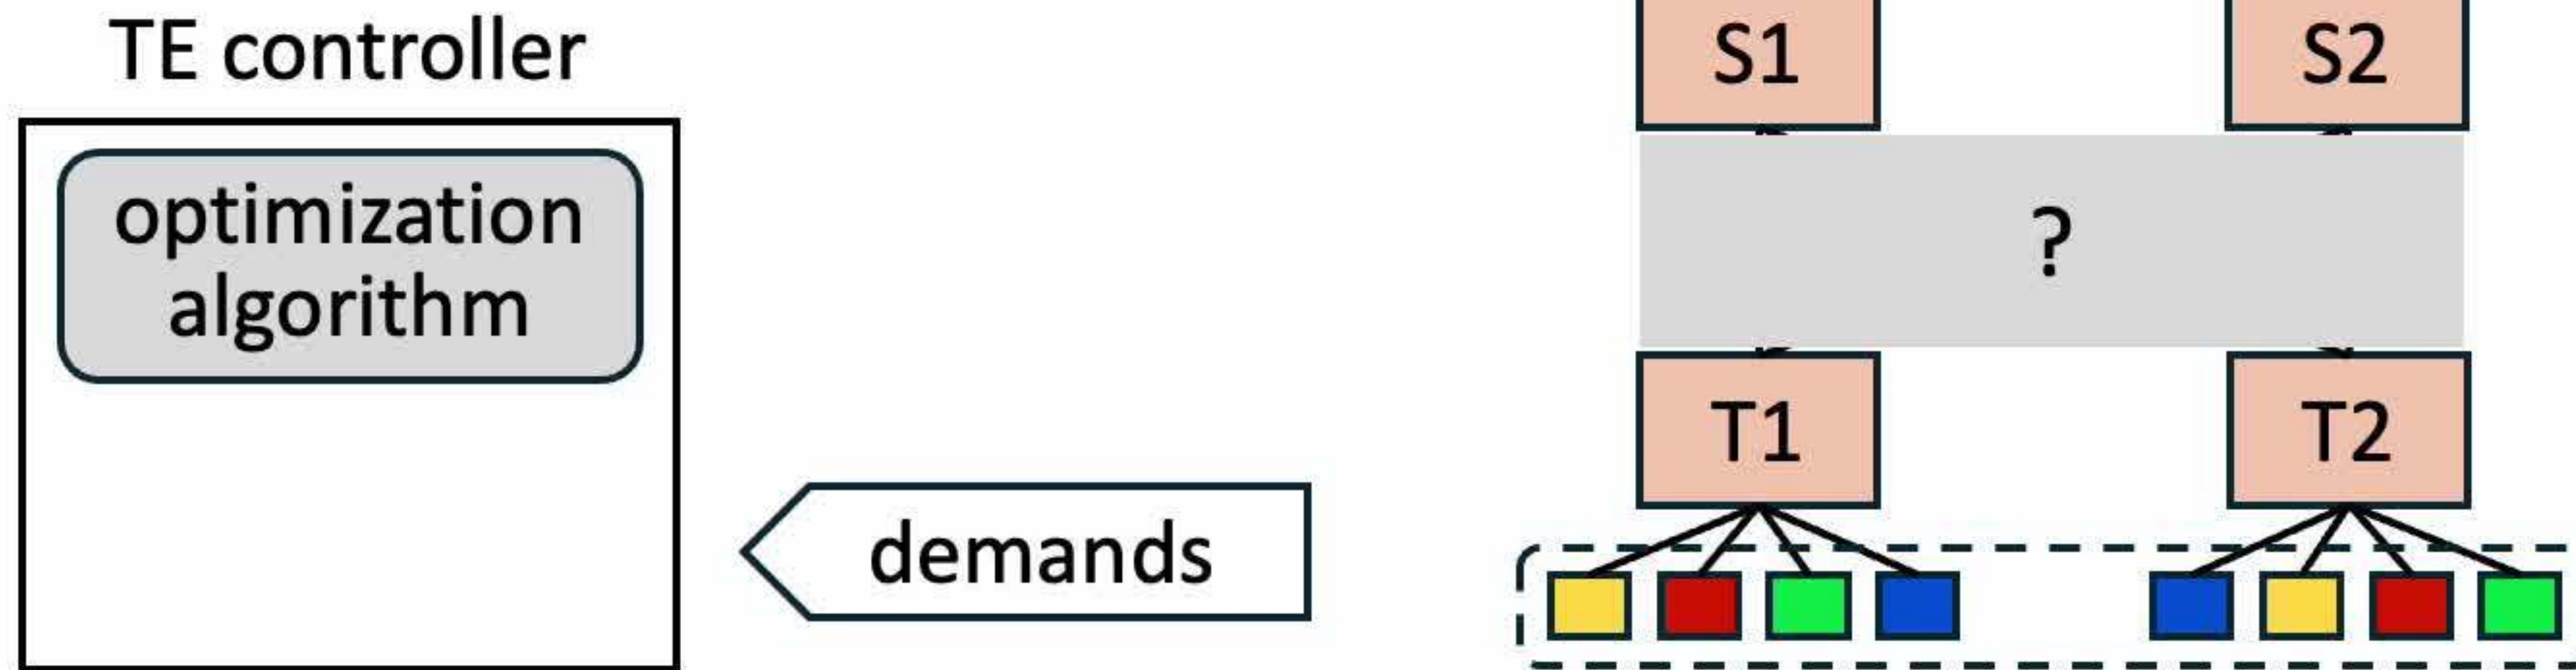 TE controller
optimization
algorithm
demands
S1
S2
?
T1
T2